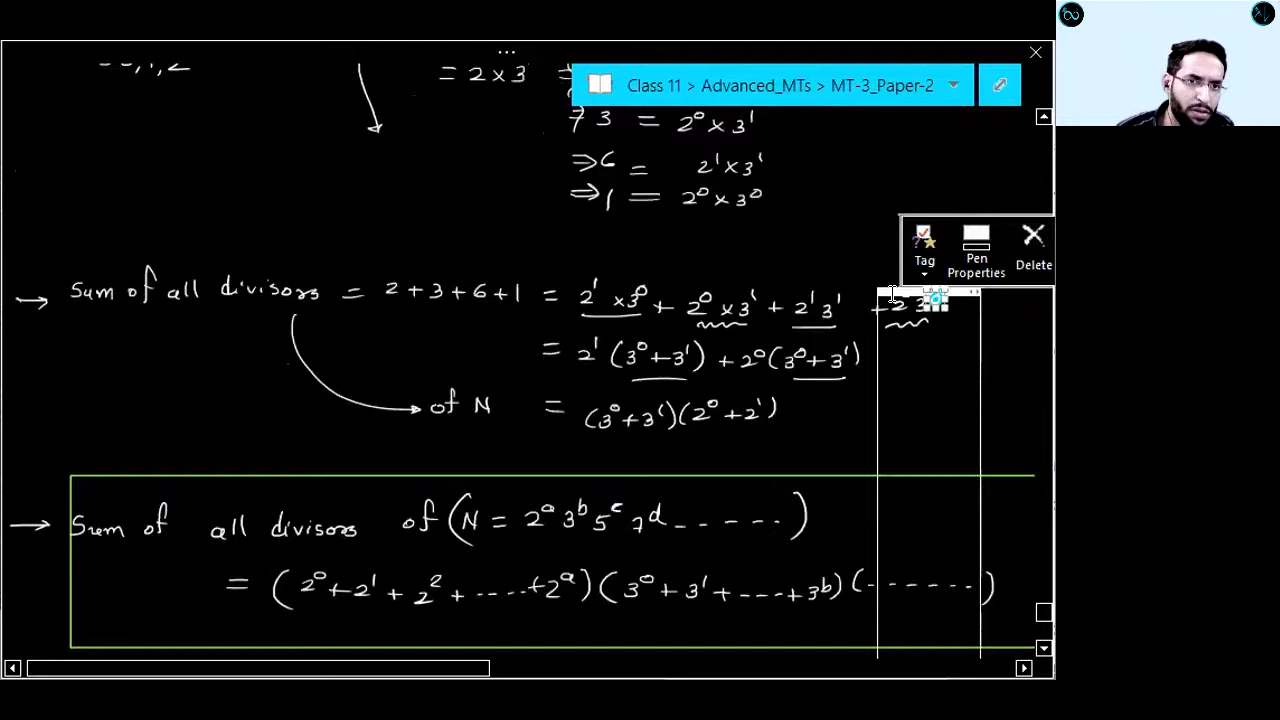 = 2 x 3
Class 11 > Advanced_MTs > MT-3_Paper-2
3 = 2⁰ x 3¹
⇒ 6 = 2¹ x 3¹
⇒ 1 = 2⁰ x 3⁰
Tag
Pen Properties
Delete
→ Sum of all divisors = 2 + 3 + 6 + 1 = 2¹ x 3⁰ + 2⁰ x 3¹ + 2¹ 3¹ + 2 3
= 2¹ (3⁰ + 3¹) + 2⁰ (3⁰ + 3¹)
of N = (3⁰ + 3¹) (2⁰ + 2¹)
→ Sum of all divisors of (N = 2ᵃ 3ᵇ 5ᶜ 7ᵈ ------)
= (2⁰ + 2¹ + 2² + ..... + 2ᵃ) (3⁰ + 3¹ + ---- + 3ᵇ) (------)